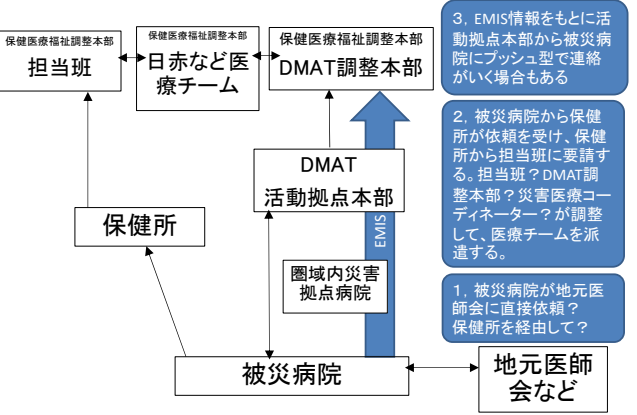 保健医療福祉調整本部
担当班
保健医療福祉調整本部
日赤など医
療チーム
保健医療福祉調整本部
DMAT調整本部
3，EMIS情報をもとに活
動拠点本部から被災病
院にプッシュ型で連絡
がいく場合もある
2，被災病院から保健
所が依頼を受け、保健
所から担当班に要請す
る。担当班？DMAT調
整本部？災害医療コー
ディネーター？が調整
して、医療チームを派
遣する。
DMAT
活動拠点本部
保健所
EMIS
圏域内災害
拠点病院
1，被災病院が地元医
師会に直接依頼？
保健所を経由して？
被災病院
地元医師
会など